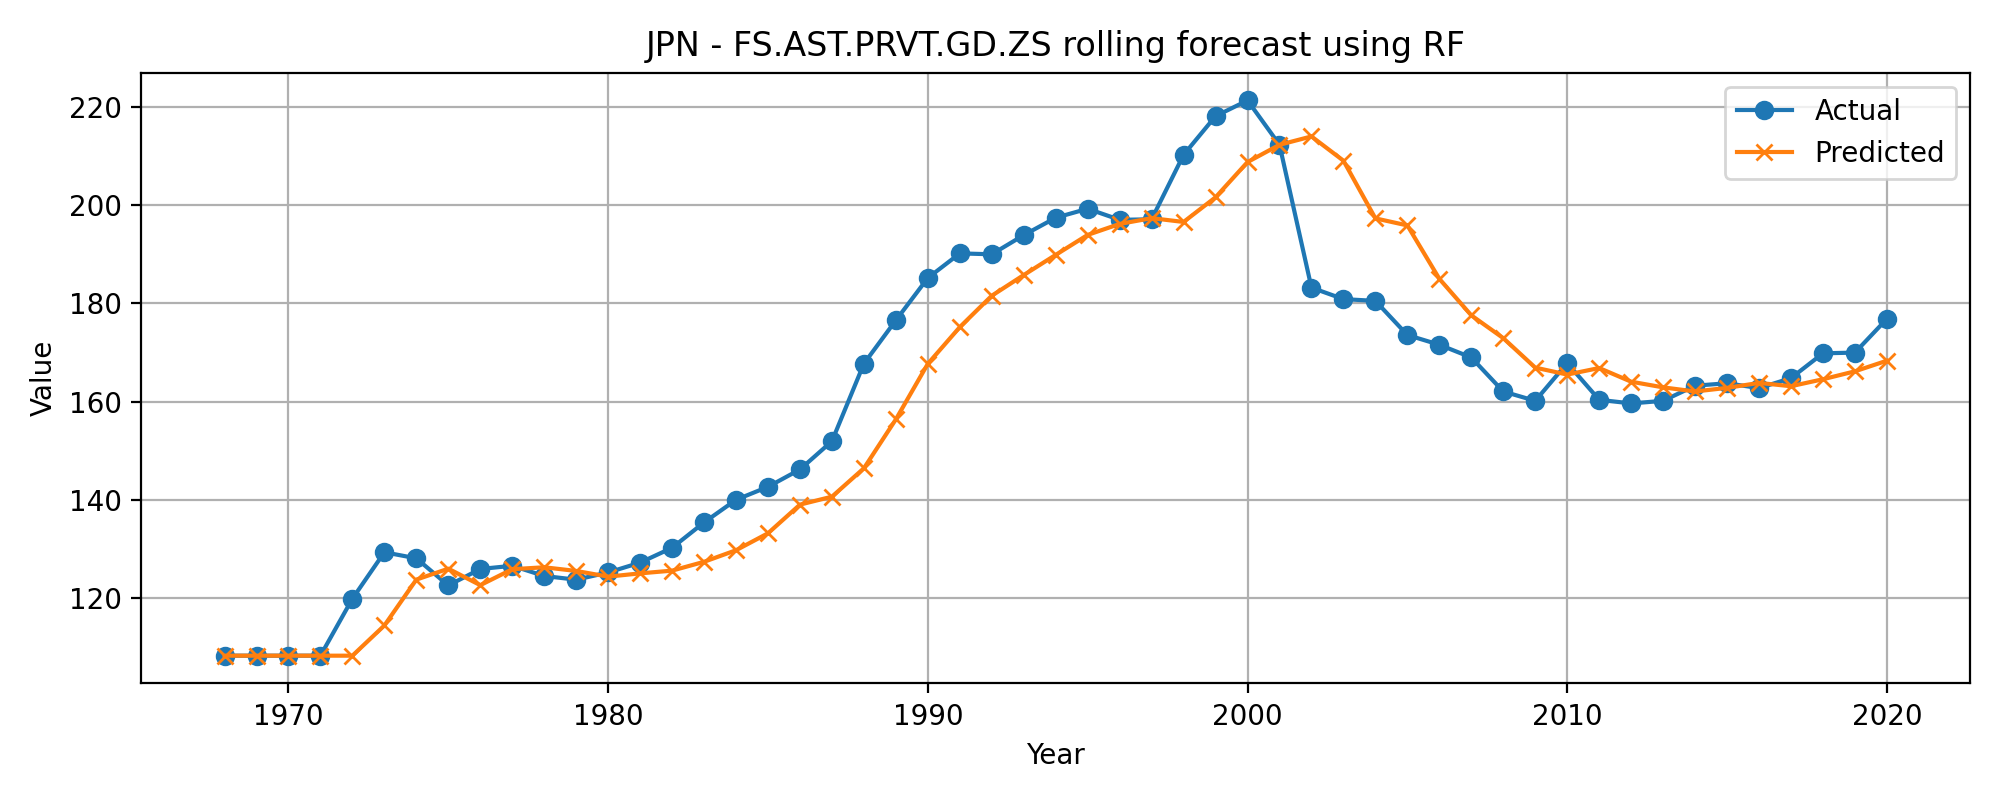 JPN - FS.AST.PRVT.GD.ZS rolling forecast using RF
Actual
Predicted
Value
220
200
180
160
140
120
1970 1980 1990 2000 2010 2020
Year